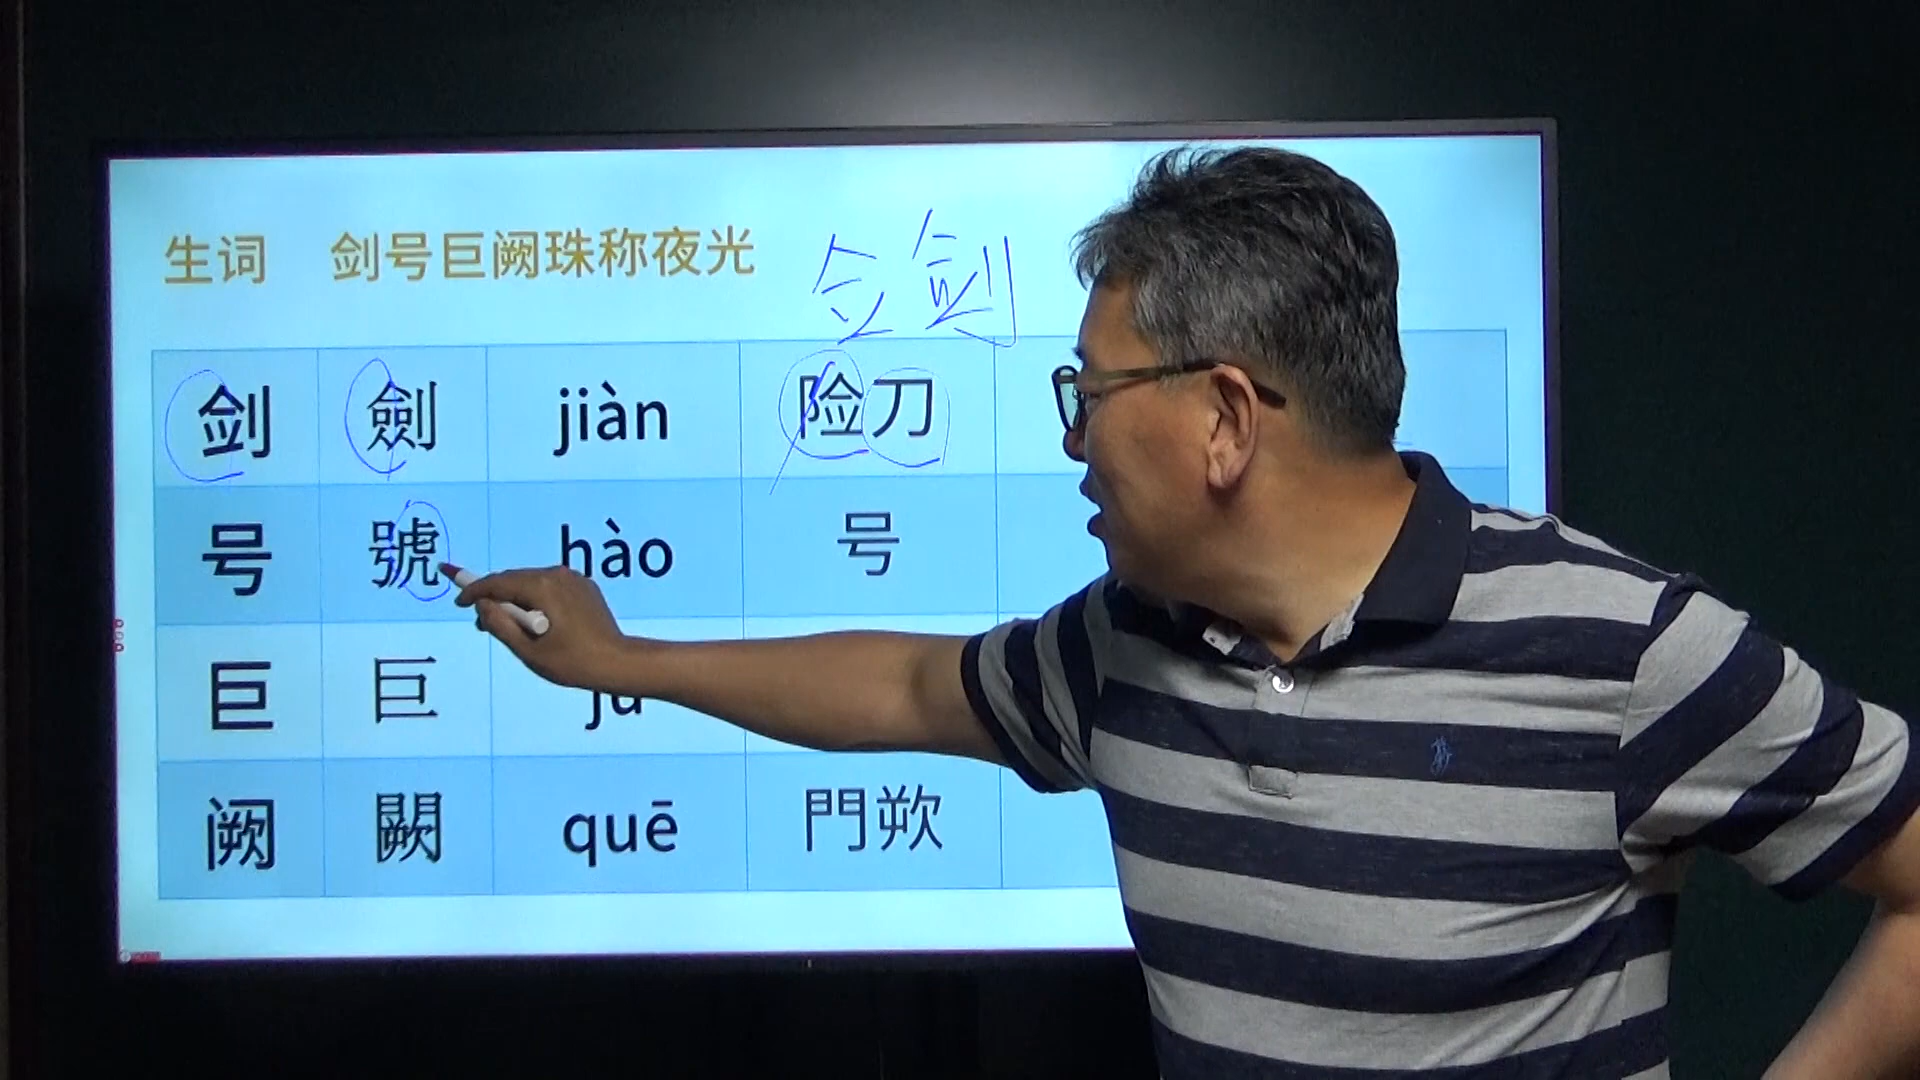 生词 剑号巨阙珠称夜光
佥剑
剑 劍 jiàn 险刀
号 號 hào 号
巨 巨
阙 闕 quē 門欮